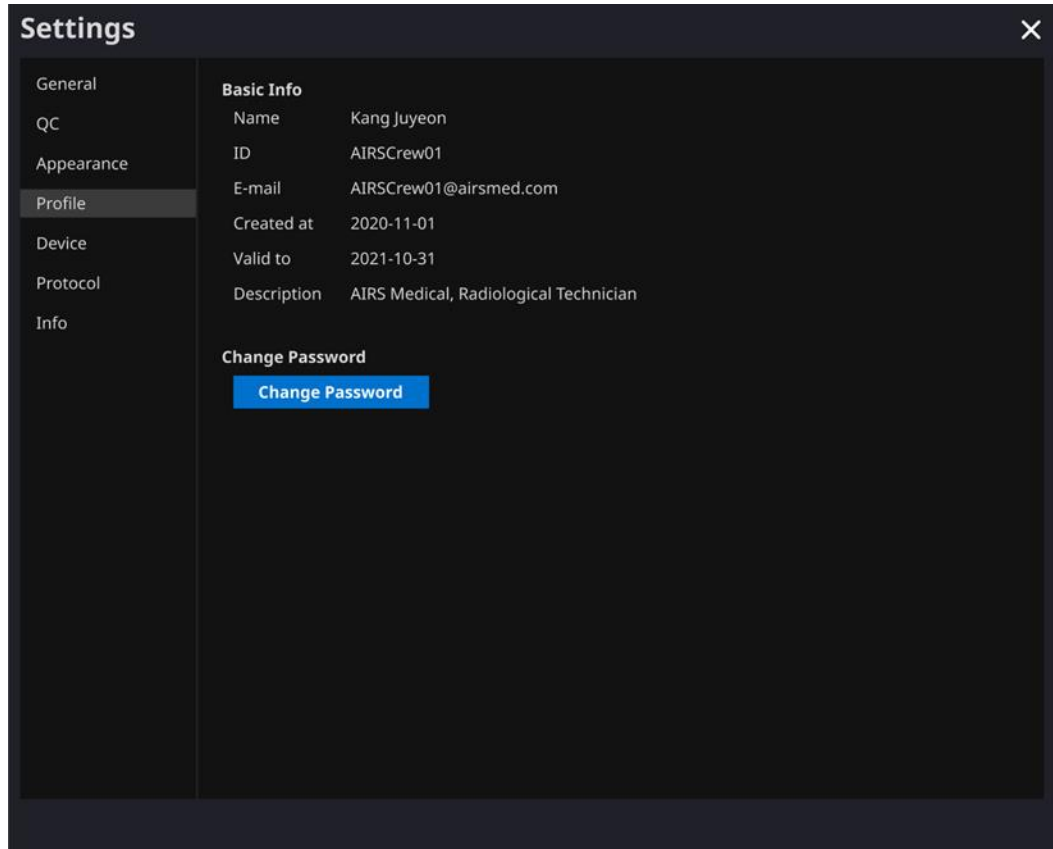 Settings
General
QC
Appearance
Profile
Device
Protocol
Info
Basic Info
Name Kang Juyeon
ID AIRSCrew01
E-mail AIRSCrew01@airsmed.com
Created at 2020-11-01
Valid to 2021-10-31
Description AIRS Medical, Radiological Technician
Change Password
Change Password